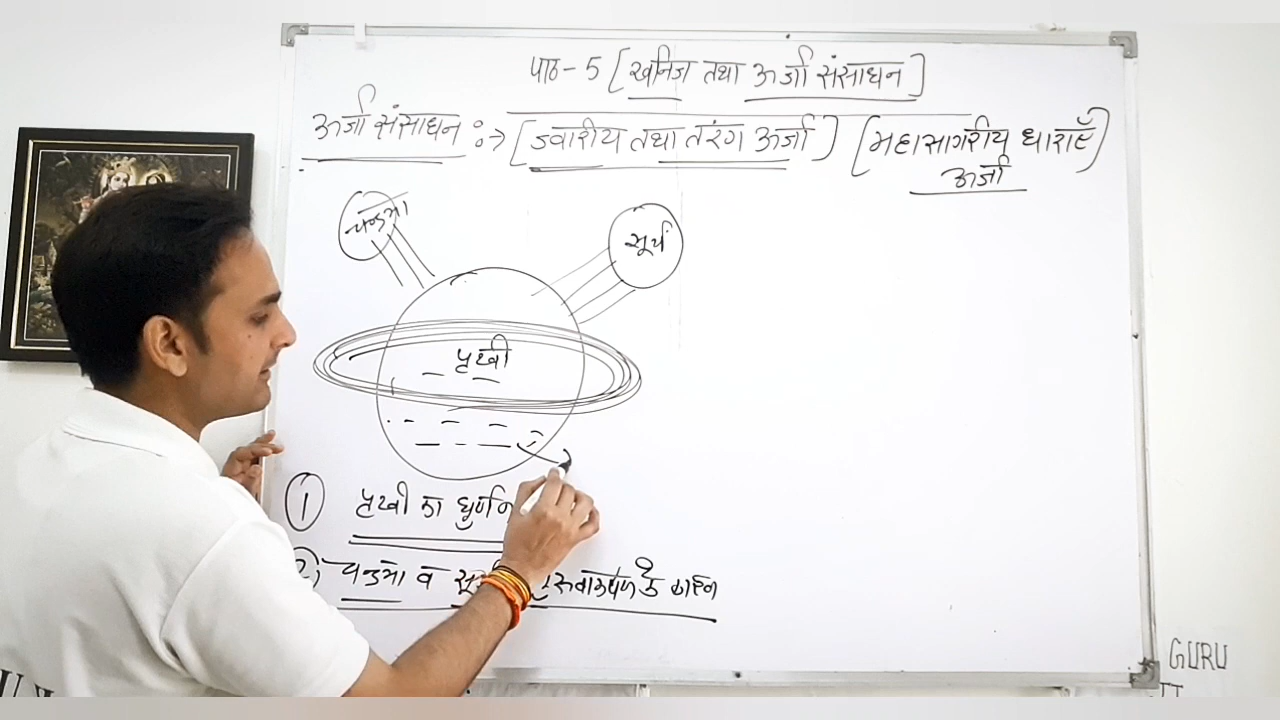 पाठ - 5 [खनिज तथा ऊर्जा संसाधन]
ऊर्जा संसाधन :→ [ज्वारीय तथा तरंग ऊर्जा] [महासागरीय धाराएँ
ऊर्जा]
चन्द्रमा
सूर्य
पृथ्वी
1 पृथ्वी का घुर्णन
चन्द्रमा व के कारण
GURU